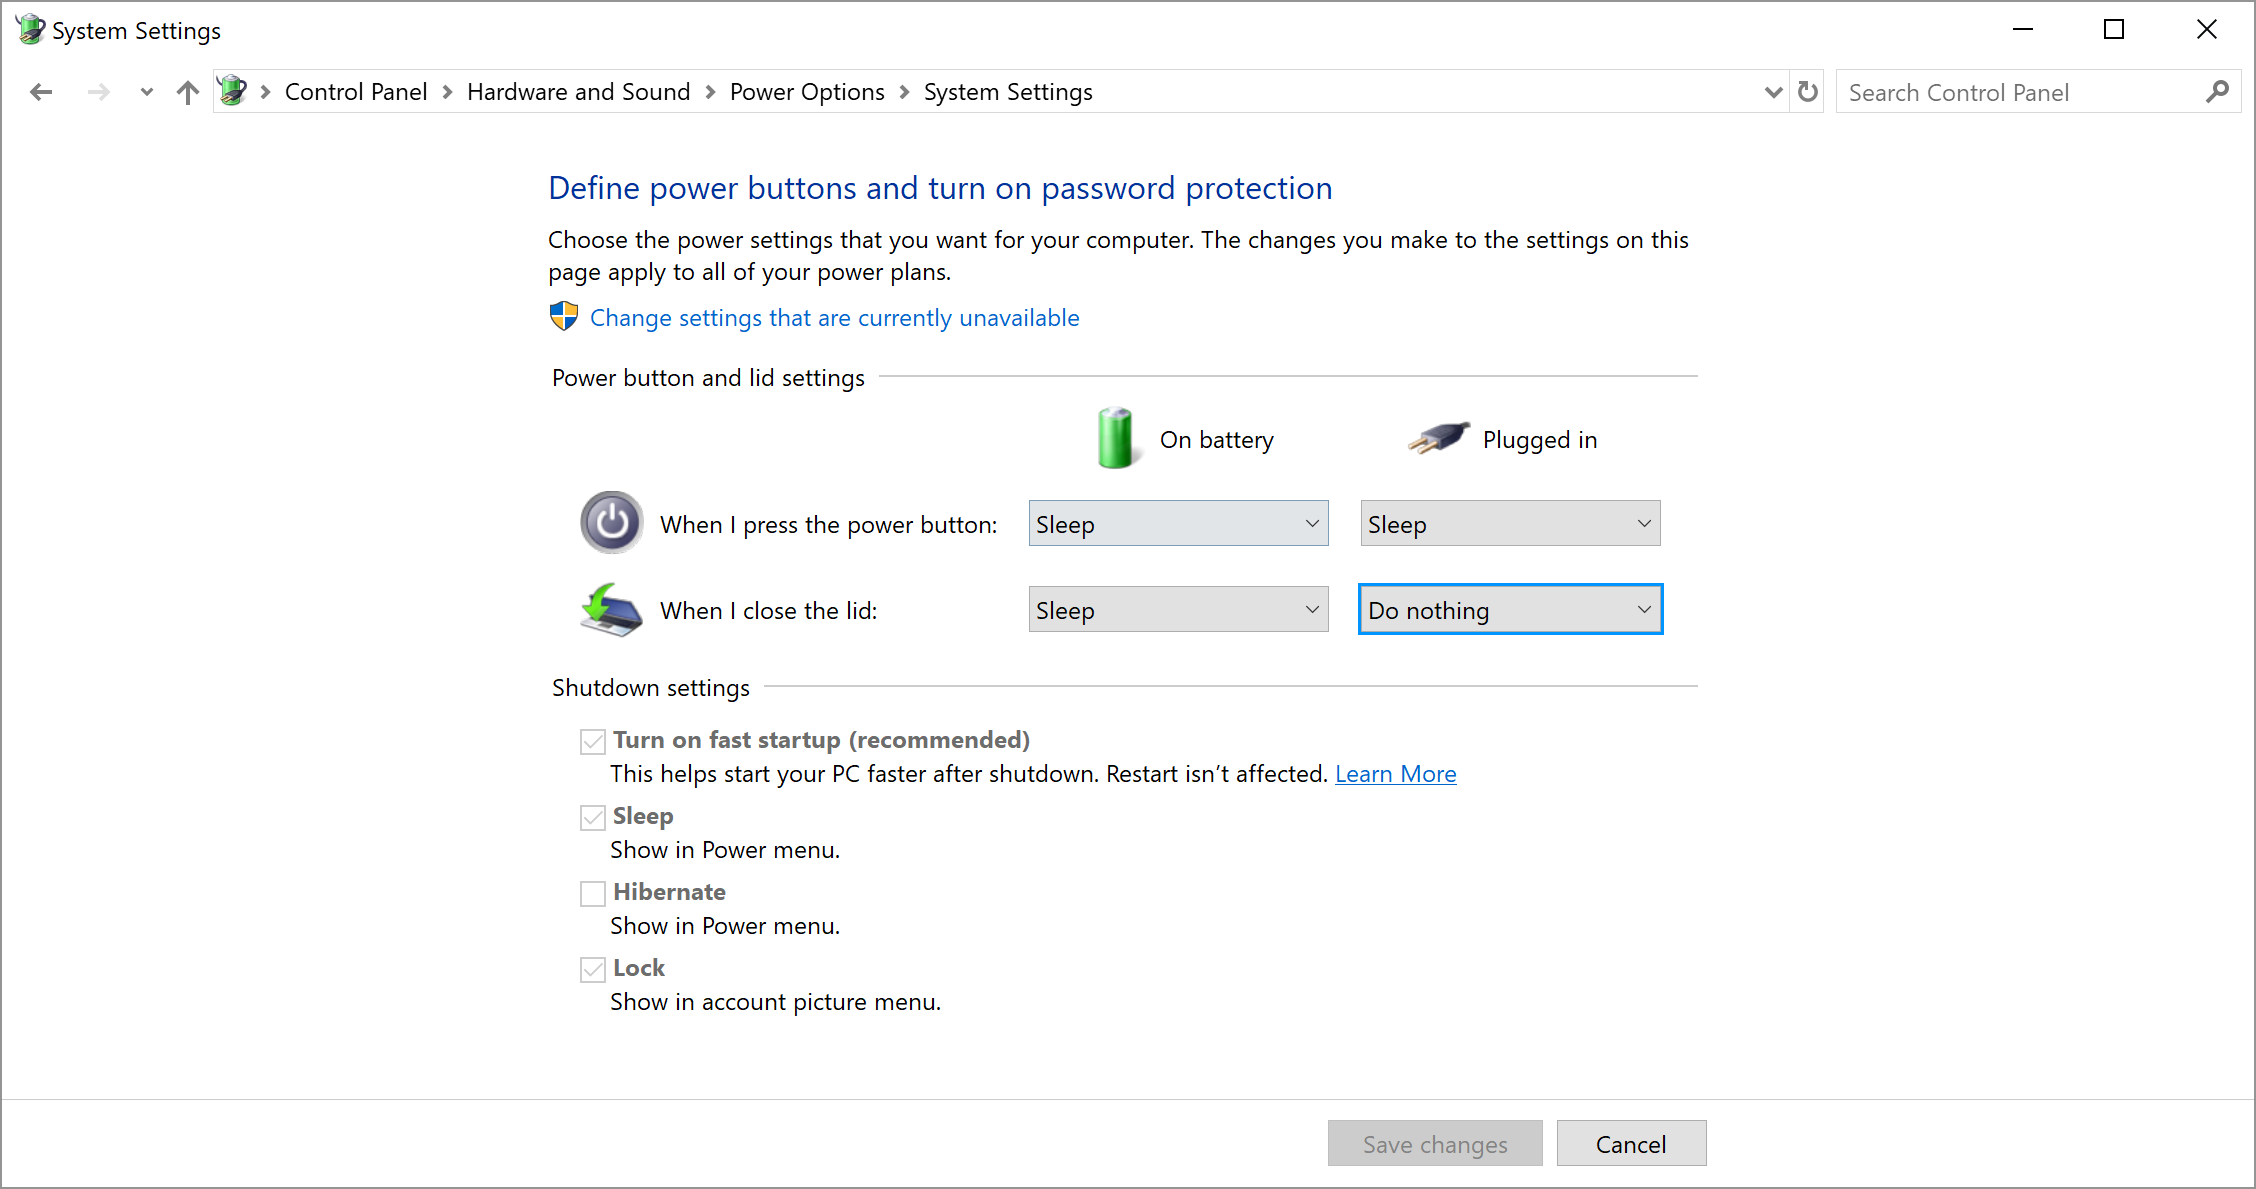 System Settings
Control Panel Hardware and Sound Power Options System Settings
Search Control Panel
Define power buttons and turn on password protection
Choose the power settings that you want for your computer. The changes you make to the settings on this
page apply to all of your power plans.
Change settings that are currently unavailable
Power button and lid settings
On battery Plugged in
When I press the power button: Sleep Sleep
When I close the lid: Sleep Do nothing
Shutdown settings
Turn on fast startup (recommended)
This helps start your PC faster after shutdown. Restart isn’t affected. Learn More
Sleep
Show in Power menu.
Hibernate
Show in Power menu.
Lock
Show in account picture menu.
Save changes Cancel